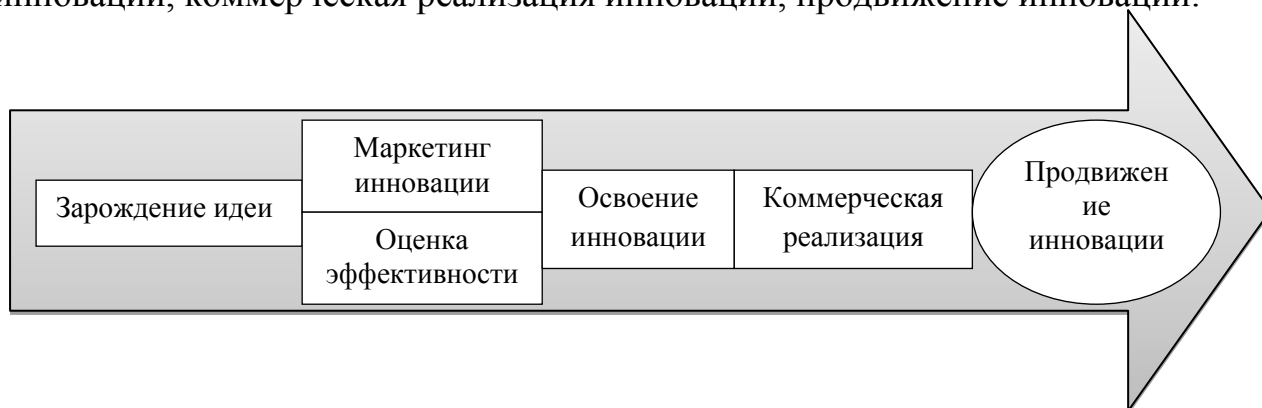 инновации, коммерческая реализация инновации, продвижение инновации.
Зарождение идеи
Маркетинг
инновации
Оценка
эффективности
Освоение
инновации
Коммерческая
реализация
Продвижен
ие
инновации